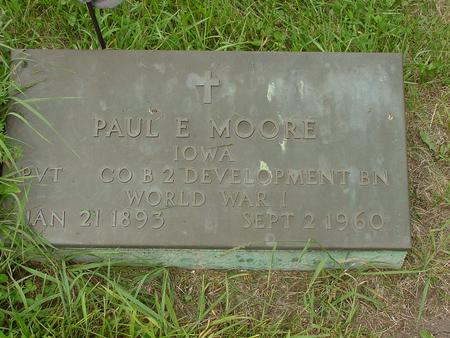 PAUL E MOORE
IOWA
PVT CO B 2 DEVELOPMENT BN
WORLD WAR I
JAN 21 1893 SEPT 2 1960